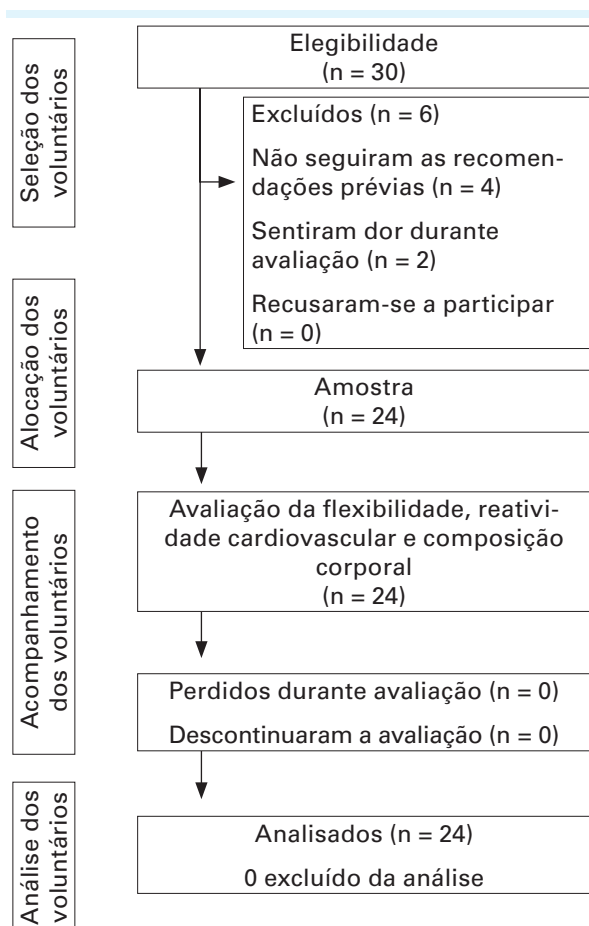 Seleção dos
voluntários
Elegibilidade
(n = 30)
Excluídos (n = 6)
Não seguiram as recomen-
dações prévias (n = 4)
Sentiram dor durante
avaliação (n = 2)
Recusaram-se a participar
(n = 0)
Alocação dos
voluntários
Amostra
(n = 24)
Acompanhamento
dos voluntários
Avaliação da flexibilidade, reativi-
dade cardiovascular e composição
corporal
(n = 24)
Perdidos durante avaliação (n = 0)
Descontinuaram a avaliação (n = 0)
Análise dos
voluntários
Analisados (n = 24)
0 excluído da análise